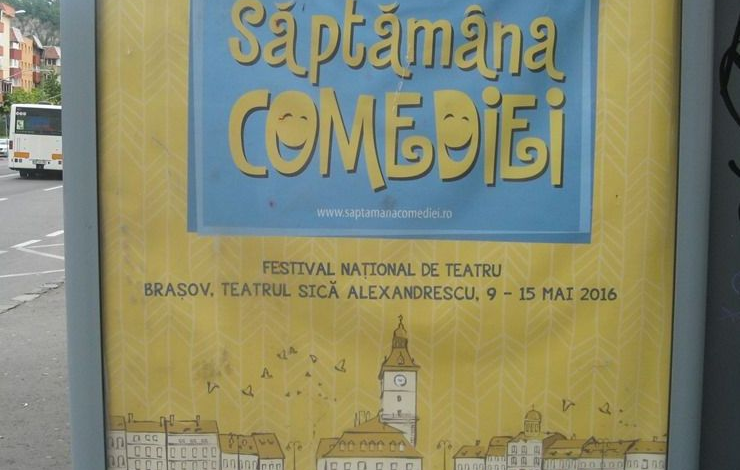 Săptămâna
COMEDIEI
www.saptamanacomediei.ro
FESTIVAL NAȚIONAL DE TEATRU
BRAȘOV, TEATRUL SICĂ ALEXANDRESCU, 9 - 15 MAI 2016